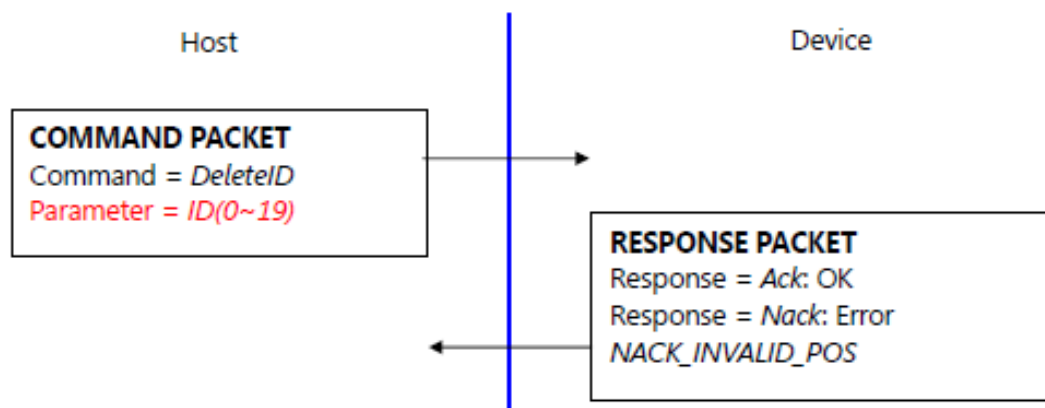 Host
Device
COMMAND PACKET
Command = DeleteID
Parameter = ID(0~19)
RESPONSE PACKET
Response = Ack: OK
Response = Nack: Error
NACK_INVALID_POS